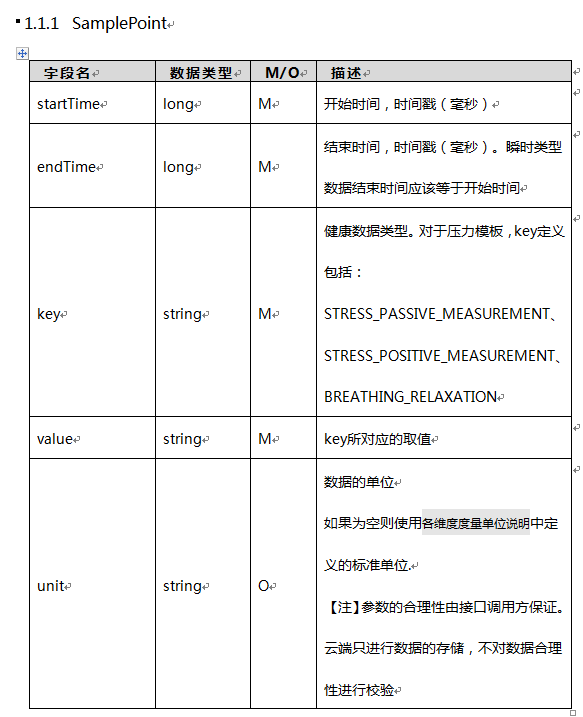 1.1.1 SamplePoint
字段名 数据类型 M/O 描述
startTime long M 开始时间，时间戳（毫秒）
endTime long M 结束时间，时间戳（毫秒）。瞬时类型
数据结束时间应该等于开始时间
key string M 健康数据类型。对于压力模板，key定义
包括：
STRESS_PASSIVE_MEASUREMENT、
STRESS_POSITIVE_MEASUREMENT、
BREATHING_RELAXATION
value string M key所对应的取值
unit string O 数据的单位
如果为空则使用各维度度量单位说明中定
义的标准单位.
【注】参数的合理性由接口调用方保证。
云端只进行数据的存储，不对数据合理
性进行校验